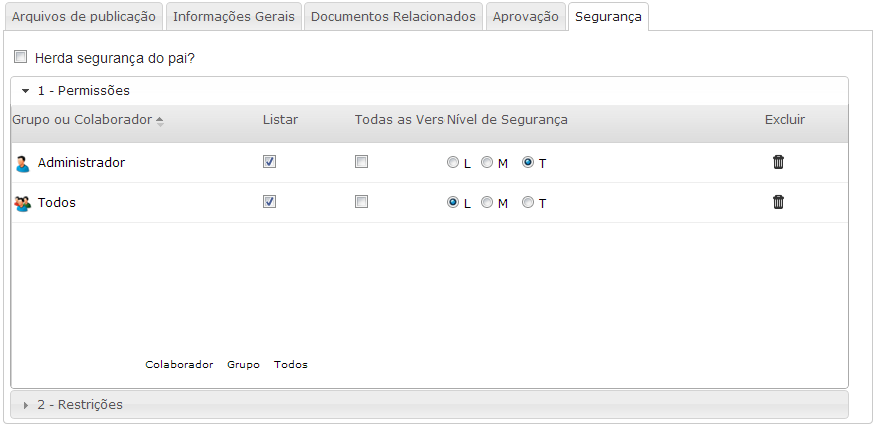 Arquivos de publicação Informações Gerais Documentos Relacionados Aprovação Segurança
Herda segurança do pai?
1 - Permissões
Grupo ou Colaborador Listar Todas as Vers Nível de Segurança Excluir
Administrador L M T
Todos L M T
Colaborador Grupo Todos
2 - Restrições